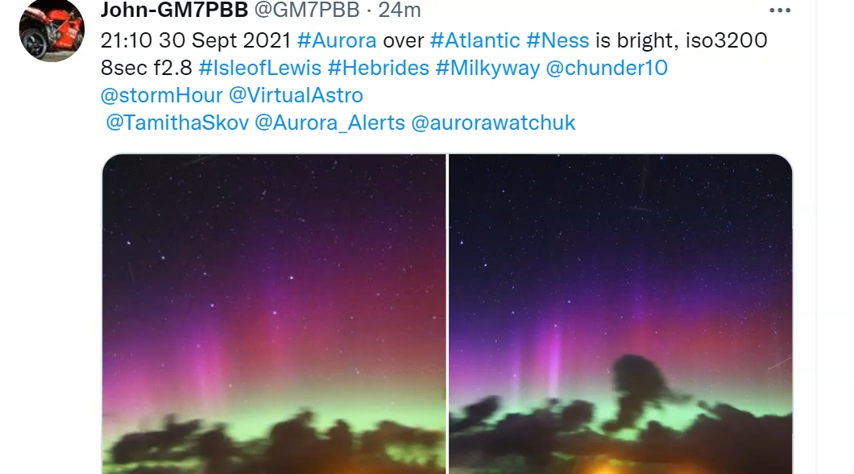 John-GM7PBB @GM7PBB · 24m
21:10 30 Sept 2021 #Aurora over #Atlantic #Ness is bright, iso3200
8sec f2.8 #IsleofLewis #Hebrides #Milkyway @chunder10
@stormHour @VirtualAstro
@TamithaSkov @Aurora_Alerts @aurorawatchuk